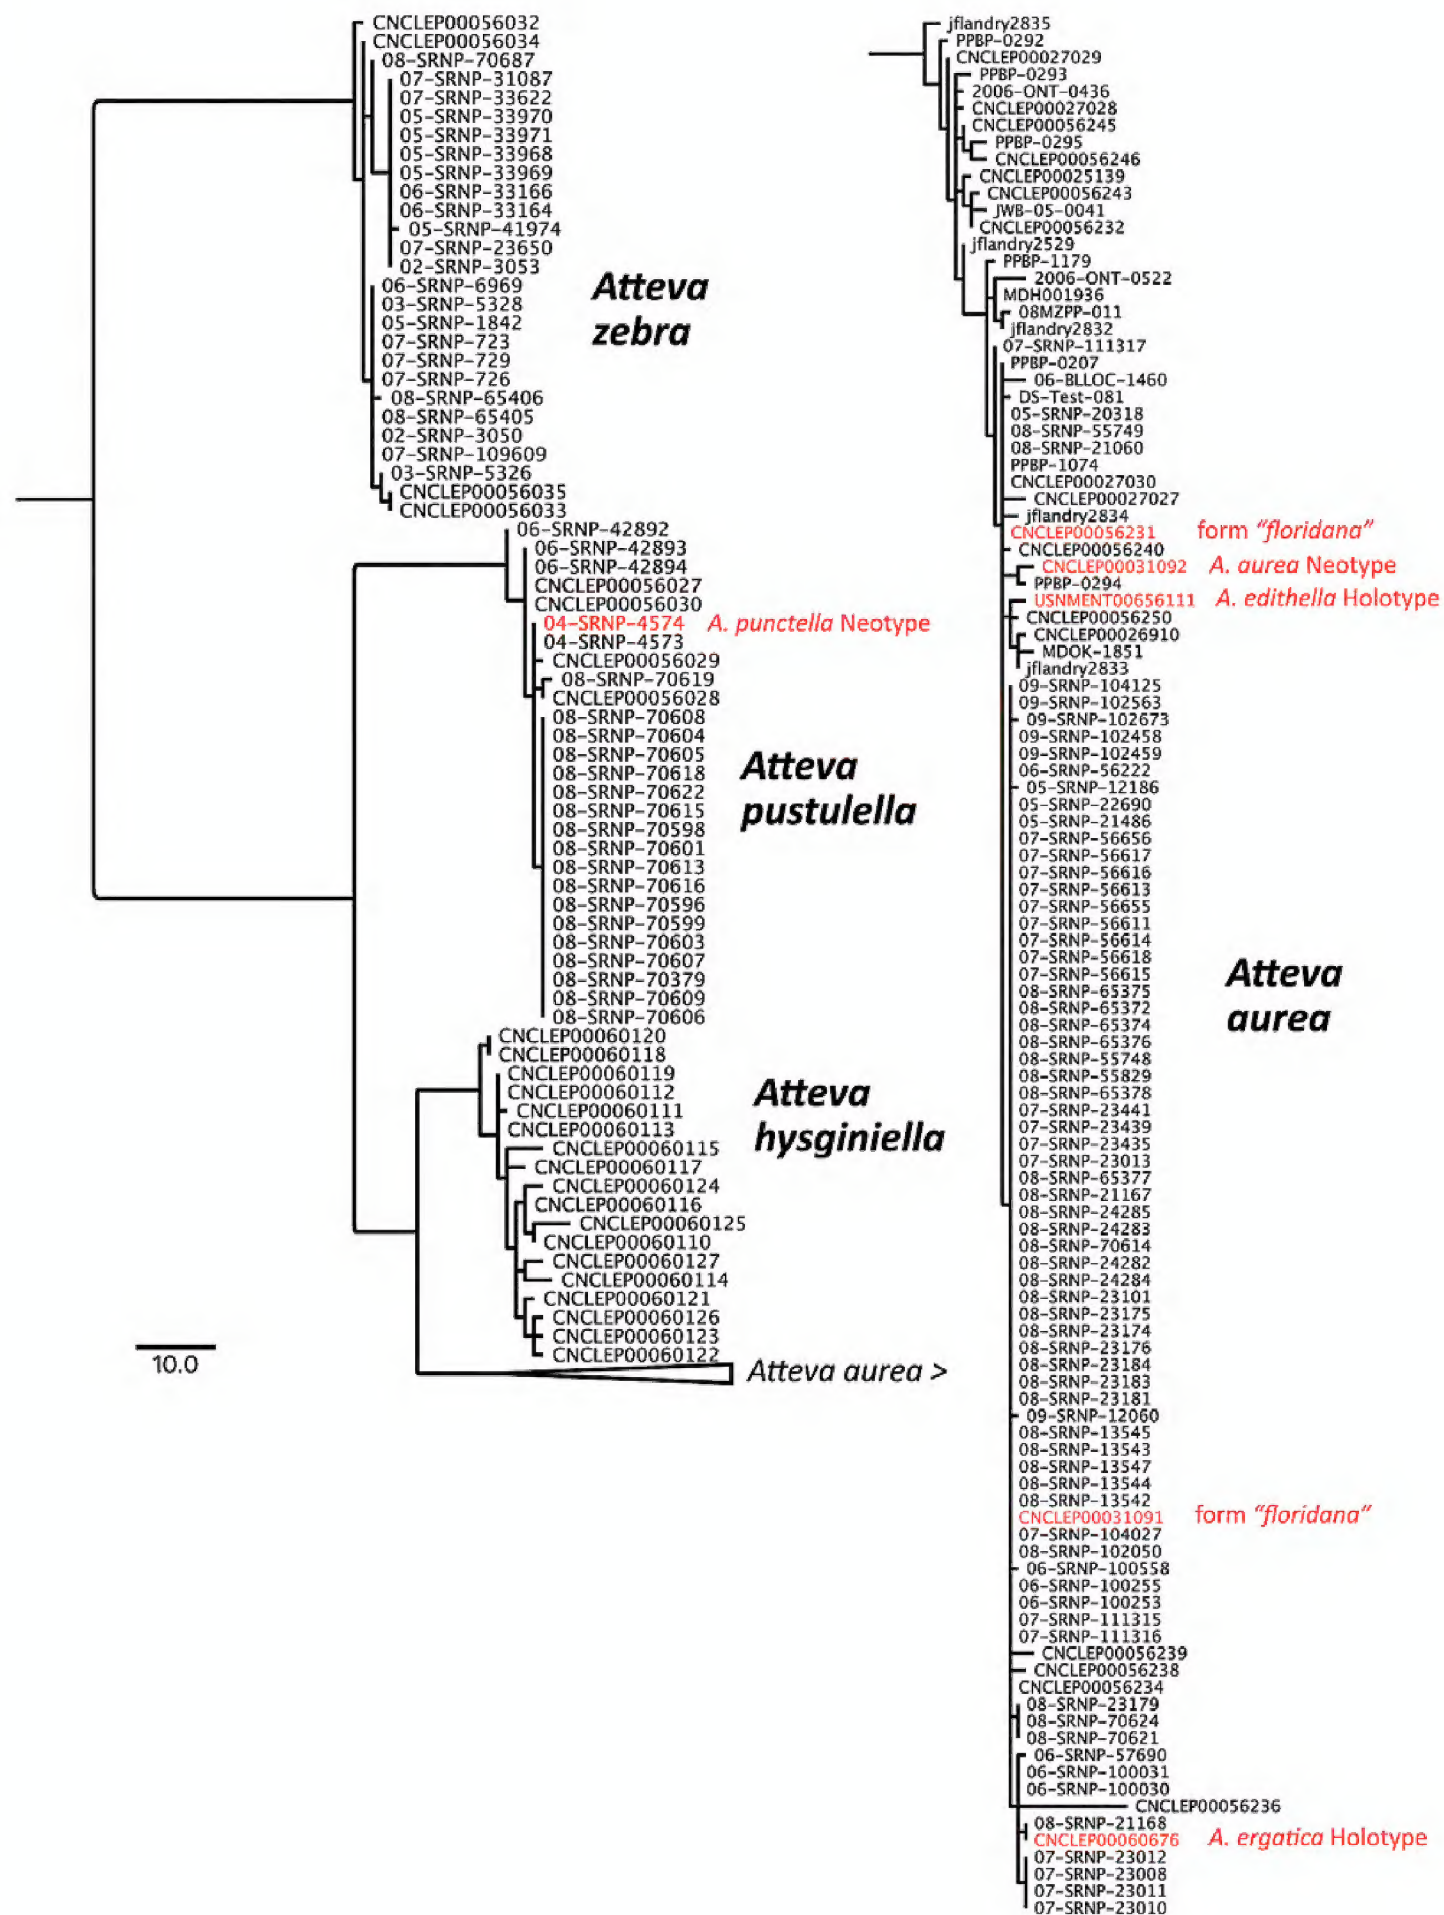 CNCLEP00056032
CNCLEP00056034
08-SRNP-70687
07-SRNP-31087
07-SRNP-33622
05-SRNP-33970
05-SRNP-33971
05-SRNP-33968
05-SRNP-33969
06-SRNP-33166
06-SRNP-33164
05-SRNP-41974
07-SRNP-23650
02-SRNP-3053
06-SRNP-6969
03-SRNP-5328
05-SRNP-1842
07-SRNP-723
07-SRNP-729
07-SRNP-726
08-SRNP-65406
08-SRNP-65405
02-SRNP-3050
07-SRNP-109609
03-SRNP-5326
CNCLEP00056035
CNCLEP00056033
Atteva
zebra
06-SRNP-42892
06-SRNP-42893
06-SRNP-42894
CNCLEP00056027
CNCLEP00056030
04-SRNP-4574 A. punctella Neotype
04-SRNP-4573
CNCLEP00056029
08-SRNP-70619
CNCLEP00056028
08-SRNP-70608
08-SRNP-70604
08-SRNP-70605
08-SRNP-70618
08-SRNP-70622
08-SRNP-70615
08-SRNP-70598
08-SRNP-70601
08-SRNP-70613
08-SRNP-70616
08-SRNP-70596
08-SRNP-70599
08-SRNP-70603
08-SRNP-70607
08-SRNP-70379
08-SRNP-70609
08-SRNP-70606
Atteva
pustulella
CNCLEP00060120
CNCLEP00060118
CNCLEP00060119
CNCLEP00060112
CNCLEP00060111
CNCLEP00060113
CNCLEP00060115
CNCLEP00060117
CNCLEP00060124
CNCLEP00060116
CNCLEP00060125
CNCLEP00060110
CNCLEP00060127
CNCLEP00060114
CNCLEP00060121
CNCLEP00060126
CNCLEP00060123
CNCLEP00060122
Atteva
hysginiella
Atteva aurea >
10.0
jflandry2835
PPBP-0292
CNCLEP00027029
PPBP-0293
2006-ONT-0436
CNCLEP00027028
CNCLEP00056245
PPBP-0295
CNCLEP00056246
CNCLEP00025139
CNCLEP00056243
JWB-05-0041
CNCLEP00056232
jflandry2529
PPBP-1179
2006-ONT-0522
MDH001936
08MZPP-011
jflandry2832
07-SRNP-111317
PPBP-0207
06-BLLOC-1460
DS-Test-081
05-SRNP-20318
08-SRNP-55749
08-SRNP-21060
PPBP-1074
CNCLEP00027030
CNCLEP00027027
jflandry2834
CNCLEP00056231 form "floridana"
CNCLEP00056240
CNCLEP00031092 A. aurea Neotype
PPBP-0294
USNMENT00656111 A. edithella Holotype
CNCLEP00056250
CNCLEP00026910
MDOK-1851
jflandry2833
09-SRNP-104125
09-SRNP-102563
09-SRNP-102673
09-SRNP-102458
09-SRNP-102459
06-SRNP-56222
05-SRNP-12186
05-SRNP-22690
05-SRNP-21486
07-SRNP-56656
07-SRNP-56617
07-SRNP-56616
07-SRNP-56613
07-SRNP-56655
07-SRNP-56611
07-SRNP-56614
07-SRNP-56618
07-SRNP-56615
08-SRNP-65375
08-SRNP-65372
08-SRNP-65374
08-SRNP-65376
08-SRNP-55748
08-SRNP-55829
08-SRNP-65378
07-SRNP-23441
07-SRNP-23439
07-SRNP-23435
07-SRNP-23013
08-SRNP-65377
08-SRNP-21167
08-SRNP-24285
08-SRNP-24283
08-SRNP-70614
08-SRNP-24282
08-SRNP-24284
08-SRNP-23101
08-SRNP-23175
08-SRNP-23174
08-SRNP-23176
08-SRNP-23184
08-SRNP-23183
08-SRNP-23181
09-SRNP-12060
08-SRNP-13545
08-SRNP-13543
08-SRNP-13547
08-SRNP-13544
08-SRNP-13542
CNCLEP00031091 form "floridana"
07-SRNP-104027
08-SRNP-102050
06-SRNP-100558
06-SRNP-100255
06-SRNP-100253
07-SRNP-111315
07-SRNP-111316
CNCLEP00056239
CNCLEP00056238
CNCLEP00056234
08-SRNP-23179
08-SRNP-70624
08-SRNP-70621
06-SRNP-57690
06-SRNP-100031
06-SRNP-100030
CNCLEP00056236
08-SRNP-21168
CNCLEP00060676 A. ergatica Holotype
07-SRNP-23012
07-SRNP-23008
07-SRNP-23011
07-SRNP-23010
Atteva
aurea